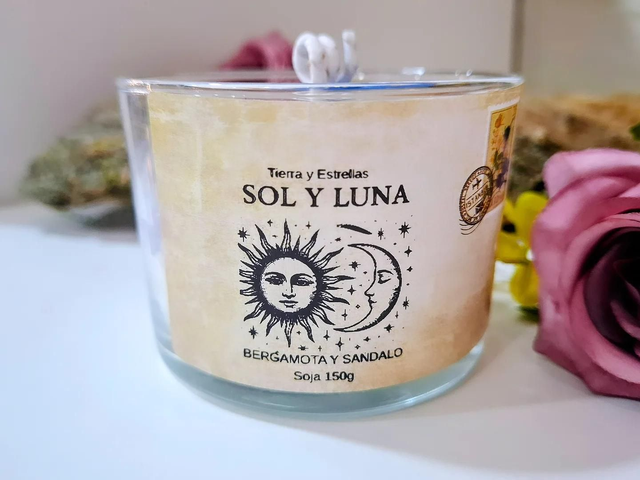 Tierra y Estrellas
SOL Y LUNA
BERGAMOTA Y SANDALO
Soja 150g